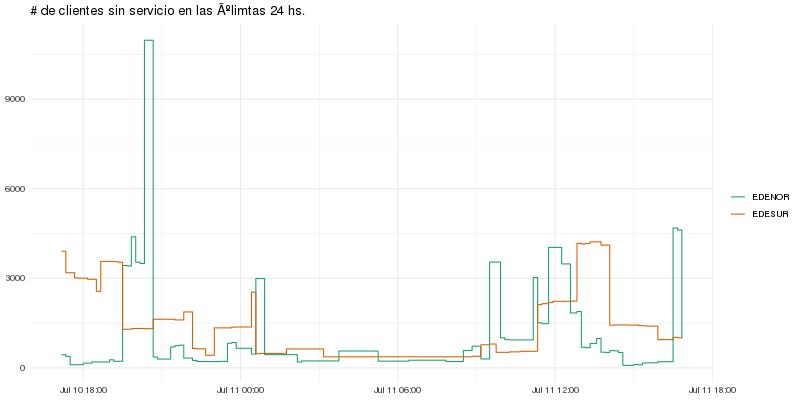 # de clientes sin servicio en las Ãºlimtas 24 hs.
9000
6000
3000
0
Jul 10 18:00
Jul 11 00:00
Jul 11 06:00
Jul 11 12:00
Jul 11 18:00
EDENOR
EDESUR